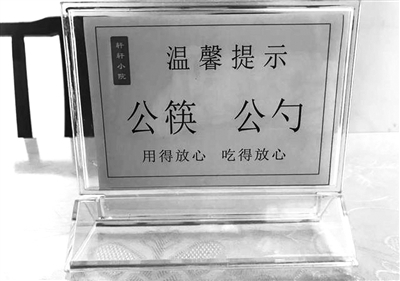 轩轩小院
温馨提示
公筷 公勺
用得放心 吃得放心